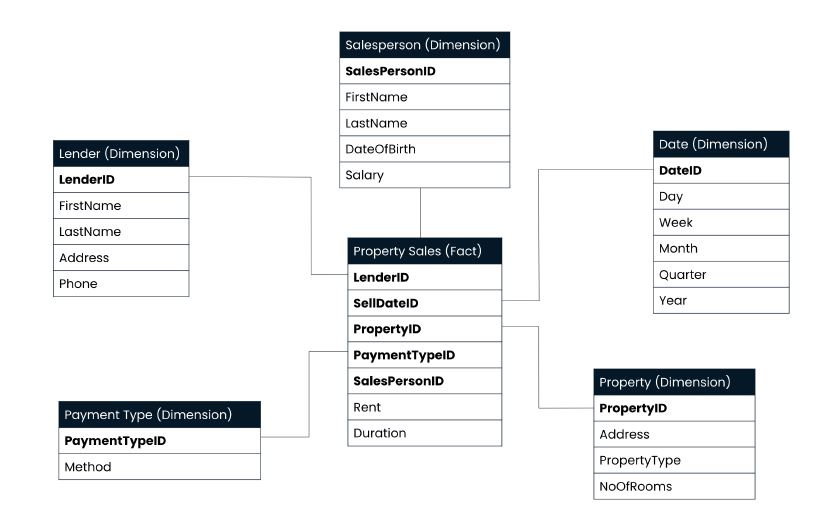 Salesperson (Dimension)
SalesPersonID
FirstName
LastName
DateOfBirth
Salary
Lender (Dimension)
LenderID
FirstName
LastName
Address
Phone
Date (Dimension)
DateID
Day
Week
Month
Quarter
Year
Property Sales (Fact)
LenderID
SellDateID
PropertyID
PaymentTypeID
SalesPersonID
Rent
Duration
Payment Type (Dimension)
PaymentTypeID
Method
Property (Dimension)
PropertyID
Address
PropertyType
NoOfRooms